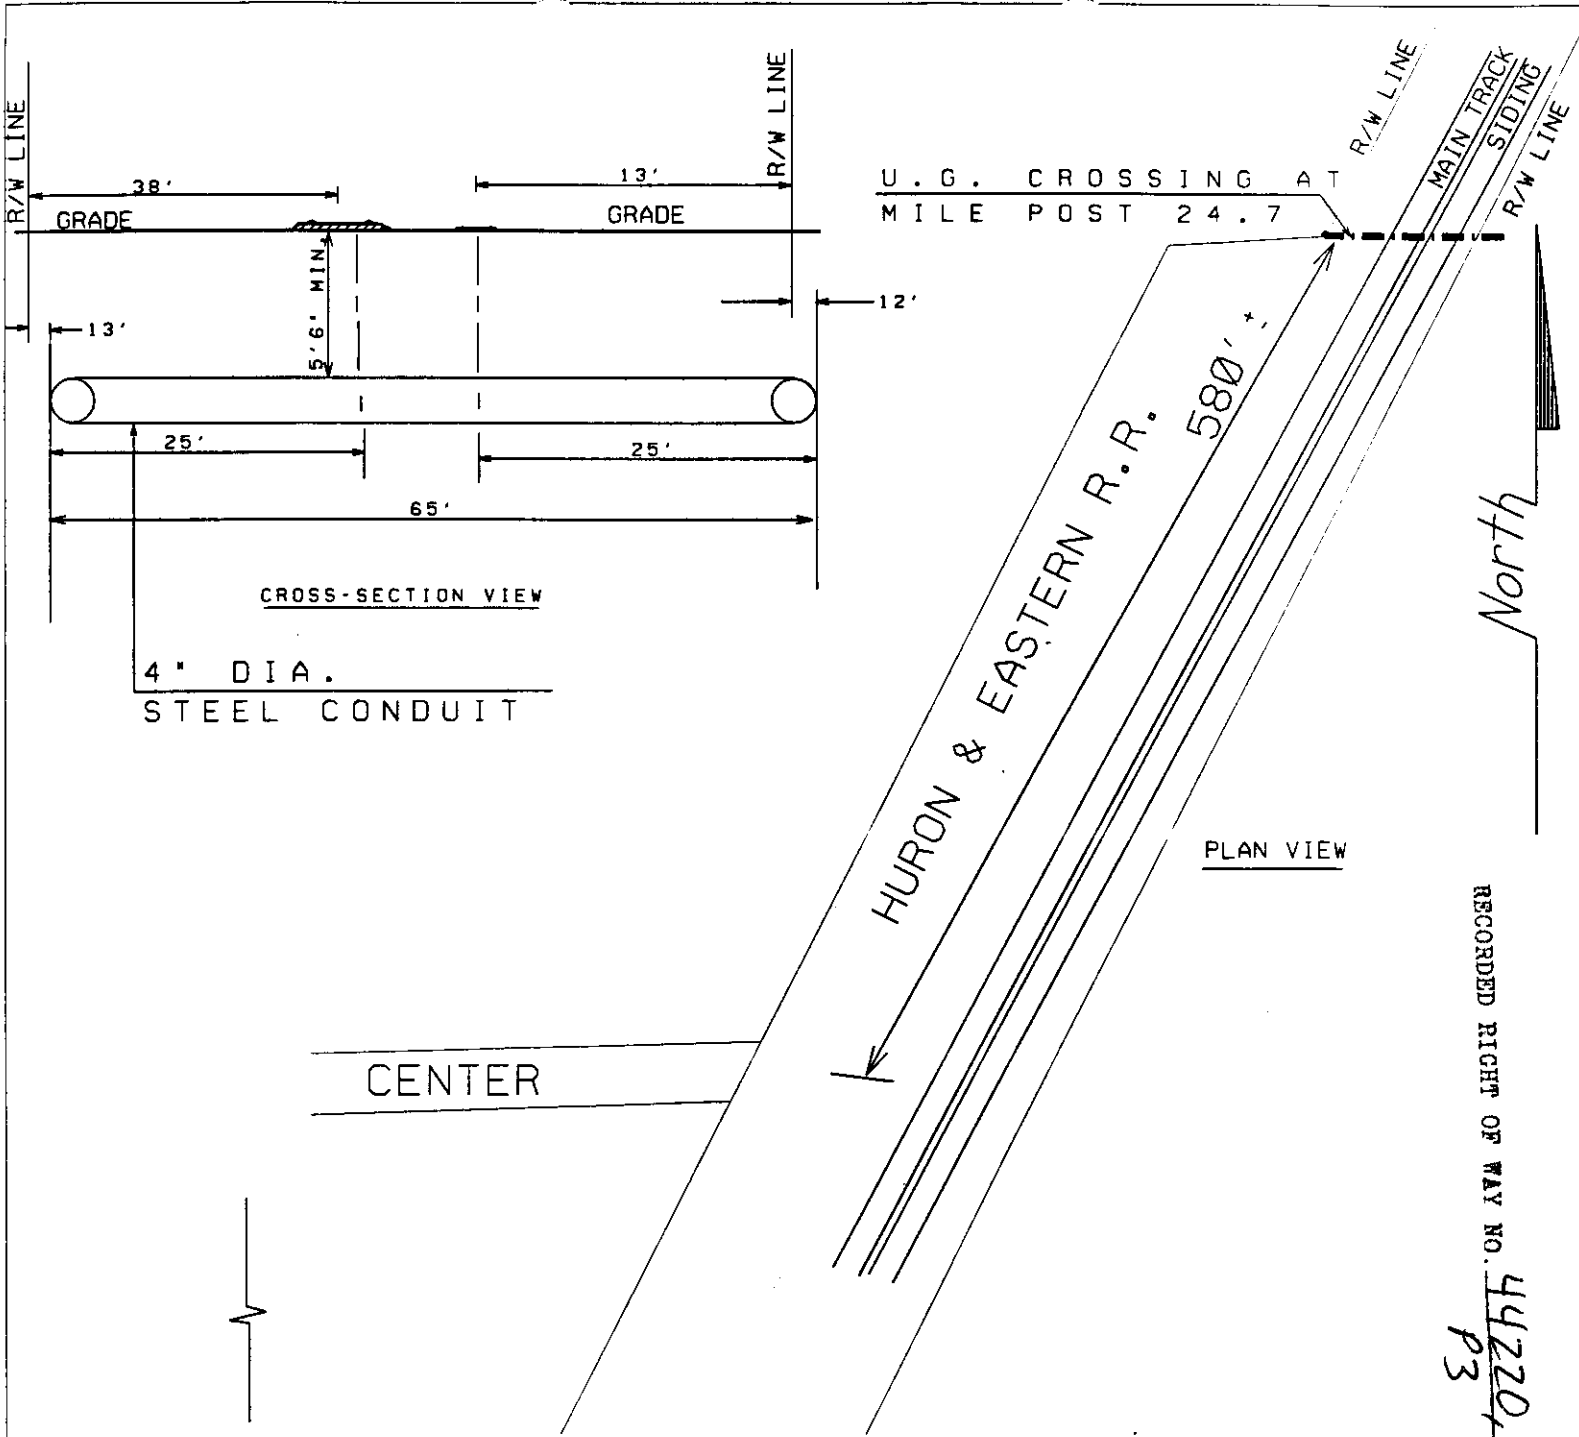 R/W LINE
R/W LINE
38'
13'
GRADE
GRADE
5'6" MIN.
13'
12'
25'
25'
65'
CROSS-SECTION VIEW
4" DIA.
STEEL CONDUIT
U.G. CROSSING AT
MILE POST 24.7
R/W LINE
MAIN TRACK
SIDING
R/W LINE
580' +-
HURON & EASTERN R.R.
North
PLAN VIEW
CENTER
RECORDED RIGHT OF WAY NO. 44220,
P3